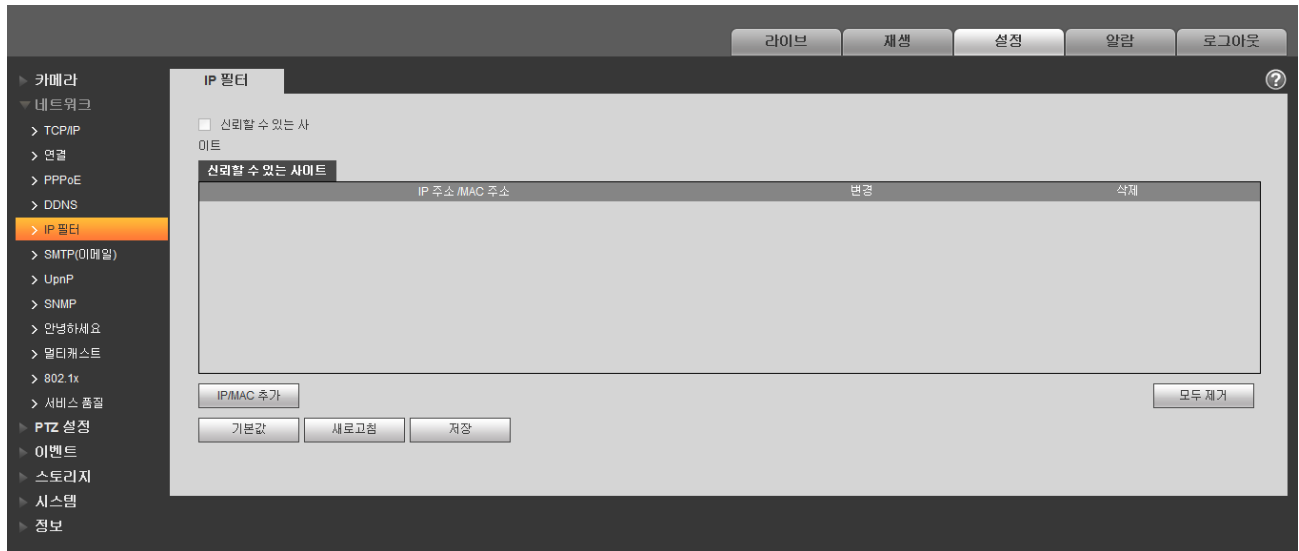 라이브 재생 설정 알람 로그아웃
카메라
네트워크
> TCP/IP
> 연결
> PPPoE
> DDNS
> IP 필터
> SMTP(이메일)
> UpnP
> SNMP
> 안녕하세요
> 멀티캐스트
> 802.1x
> 서비스 품질
PTZ 설정
이벤트
스토리지
시스템
정보
IP 필터
?
신뢰할 수 있는 사
이트
신뢰할 수 있는 사이트
IP 주소 /MAC 주소 변경 삭제
IP/MAC 추가 모두 제거
기본값 새로고침 저장